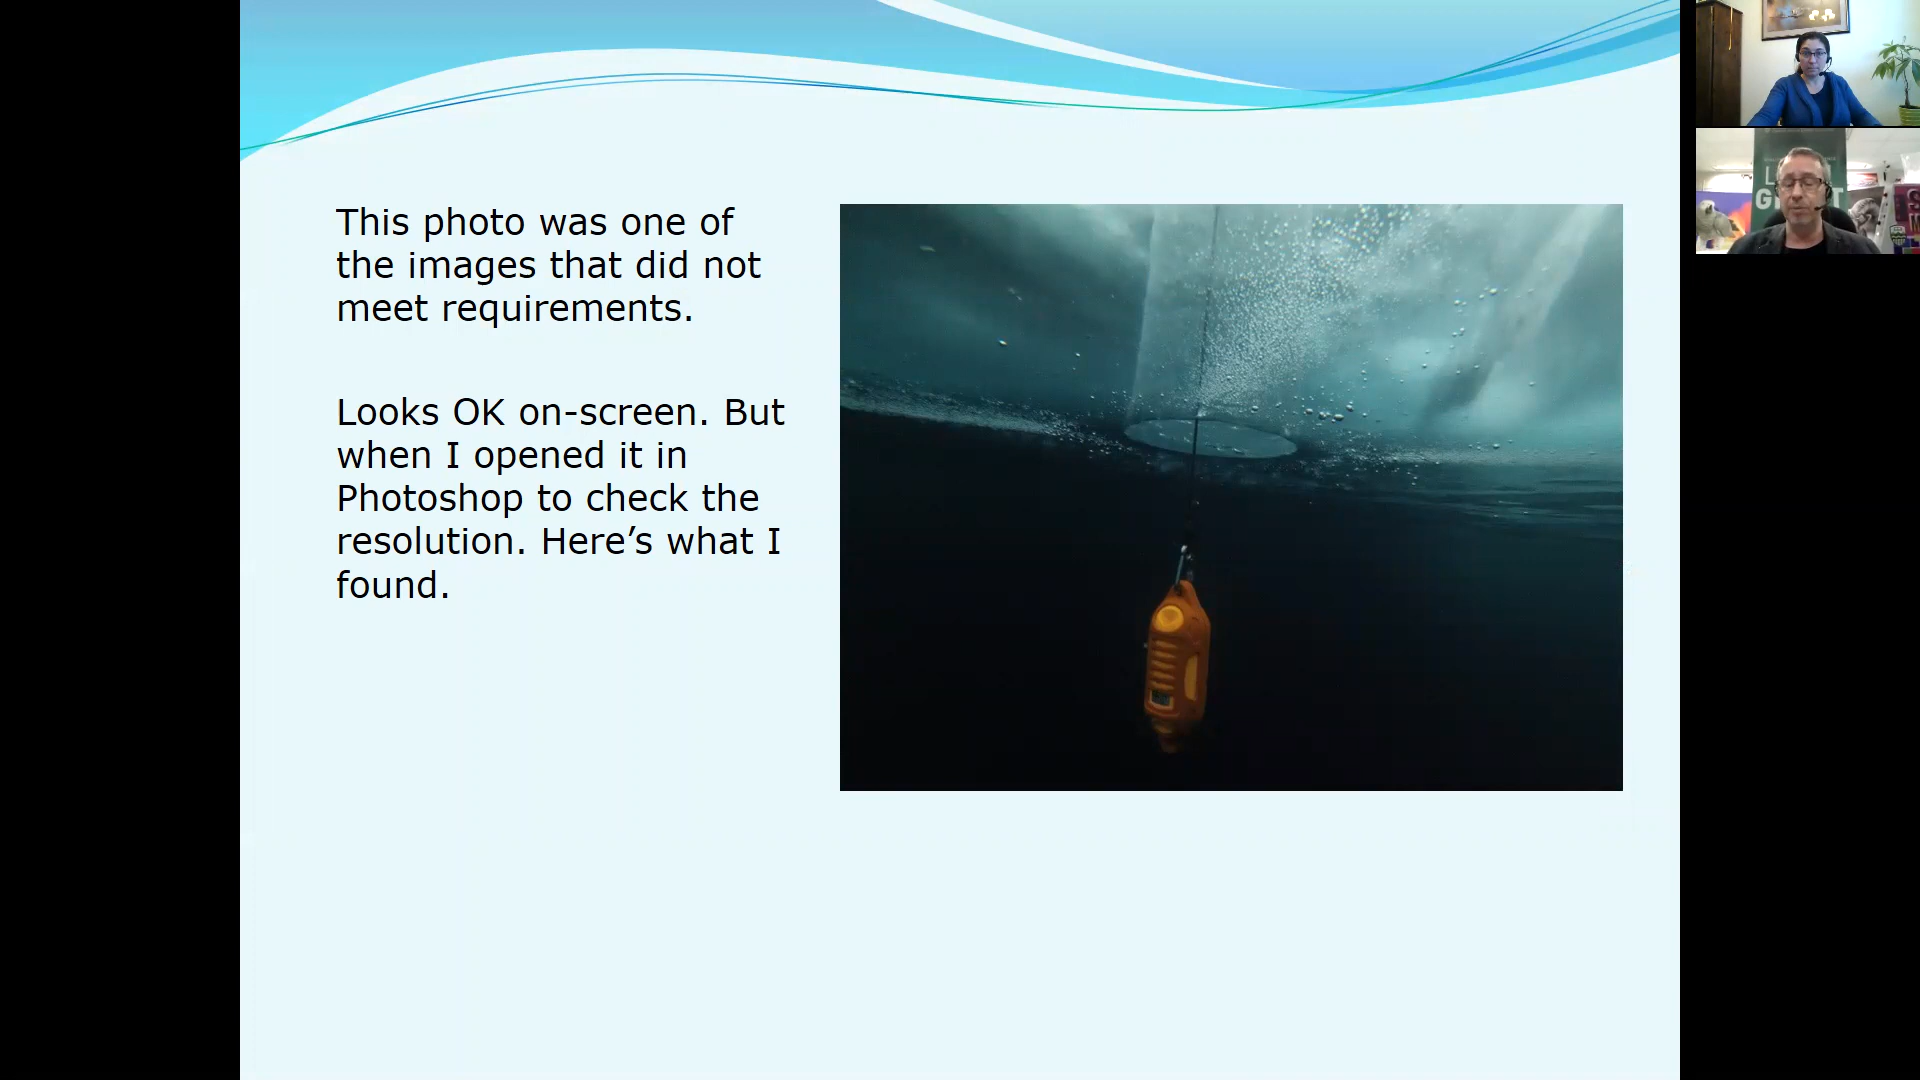 This photo was one of
the images that did not
meet requirements.
Looks OK on-screen. But
when I opened it in
Photoshop to check the
resolution. Here’s what I
found.